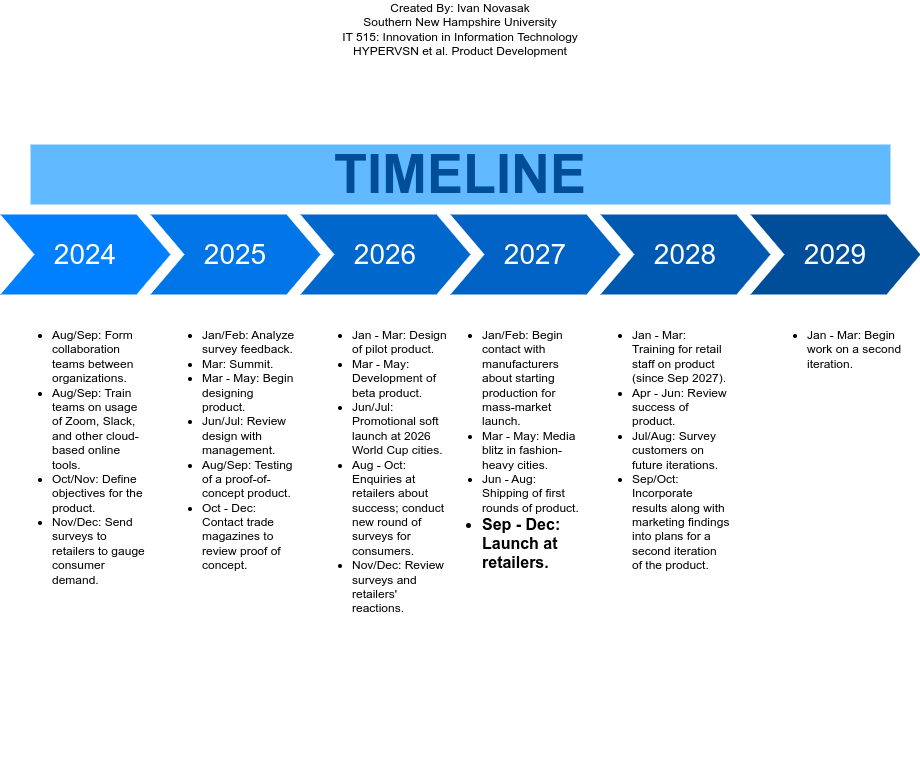 Created By: Ivan Novasak
Southern New Hampshire University
IT 515: Innovation in Information Technology
HYPERVSN et al. Product Development
TIMELINE
2024
2025
2026
2027
2028
2029
• Aug/Sep: Form
collaboration
teams between
organizations.
• Aug/Sep: Train
teams on usage
of Zoom, Slack,
and other cloud-
based online
tools.
• Oct/Nov: Define
objectives for the
product.
• Nov/Dec: Send
surveys to
retailers to gauge
consumer
demand.
• Jan/Feb: Analyze
survey feedback.
• Mar: Summit.
• Mar - May: Begin
designing
product.
• Jun/Jul: Review
design with
management.
• Aug/Sep: Testing
of a proof-of-
concept product.
• Oct - Dec:
Contact trade
magazines to
review proof of
concept.
• Jan - Mar: Design
of pilot product.
• Mar - May:
Development of
beta product.
• Jun/Jul:
Promotional soft
launch at 2026
World Cup cities.
• Aug - Oct:
Enquiries at
retailers about
success; conduct
new round of
surveys for
consumers.
• Nov/Dec: Review
surveys and
retailers'
reactions.
• Jan/Feb: Begin
contact with
manufacturers
about starting
production for
mass-market
launch.
• Mar - May: Media
blitz in fashion-
heavy cities.
• Jun - Aug:
Shipping of first
rounds of product.
• Sep - Dec:
Launch at
retailers.
• Jan - Mar:
Training for retail
staff on product
(since Sep 2027).
• Apr - Jun: Review
success of
product.
• Jul/Aug: Survey
customers on
future iterations.
• Sep/Oct:
Incorporate
results along with
marketing findings
into plans for a
second iteration
of the product.
• Jan - Mar: Begin
work on a second
iteration.